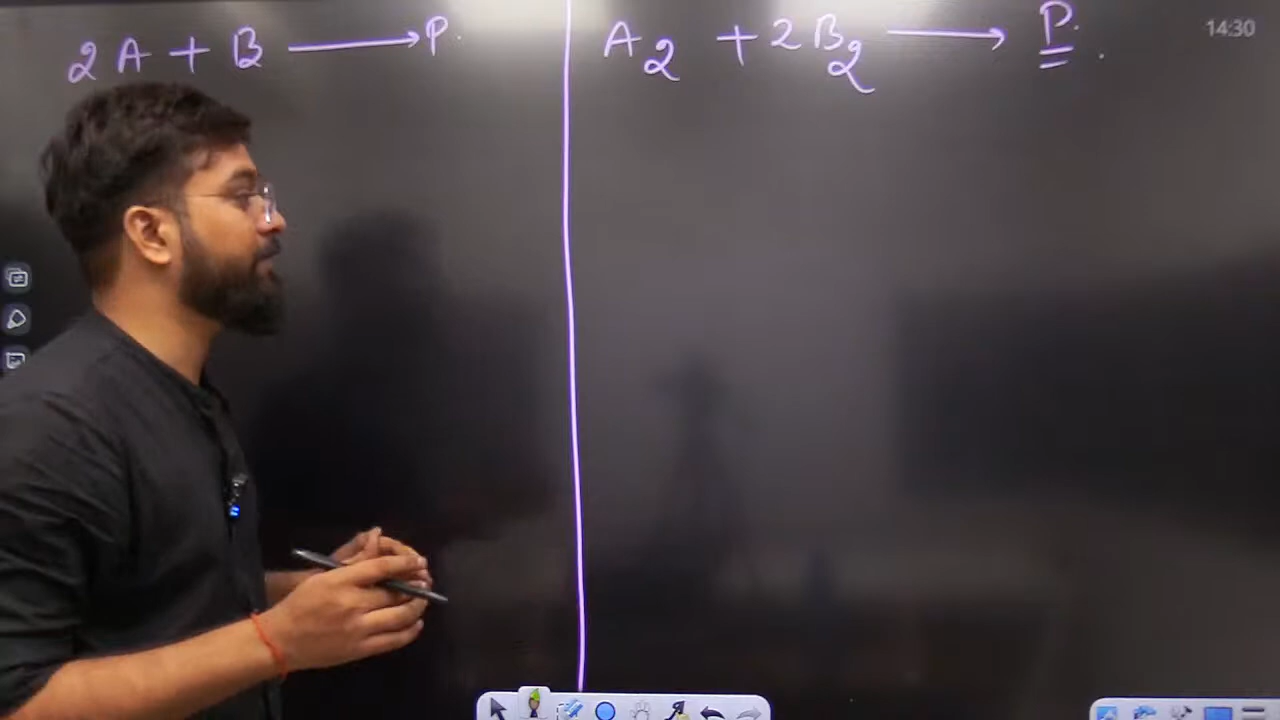 2A + B ⟶ P.
A₂ + 2B₂ ⟶ P.
14:30